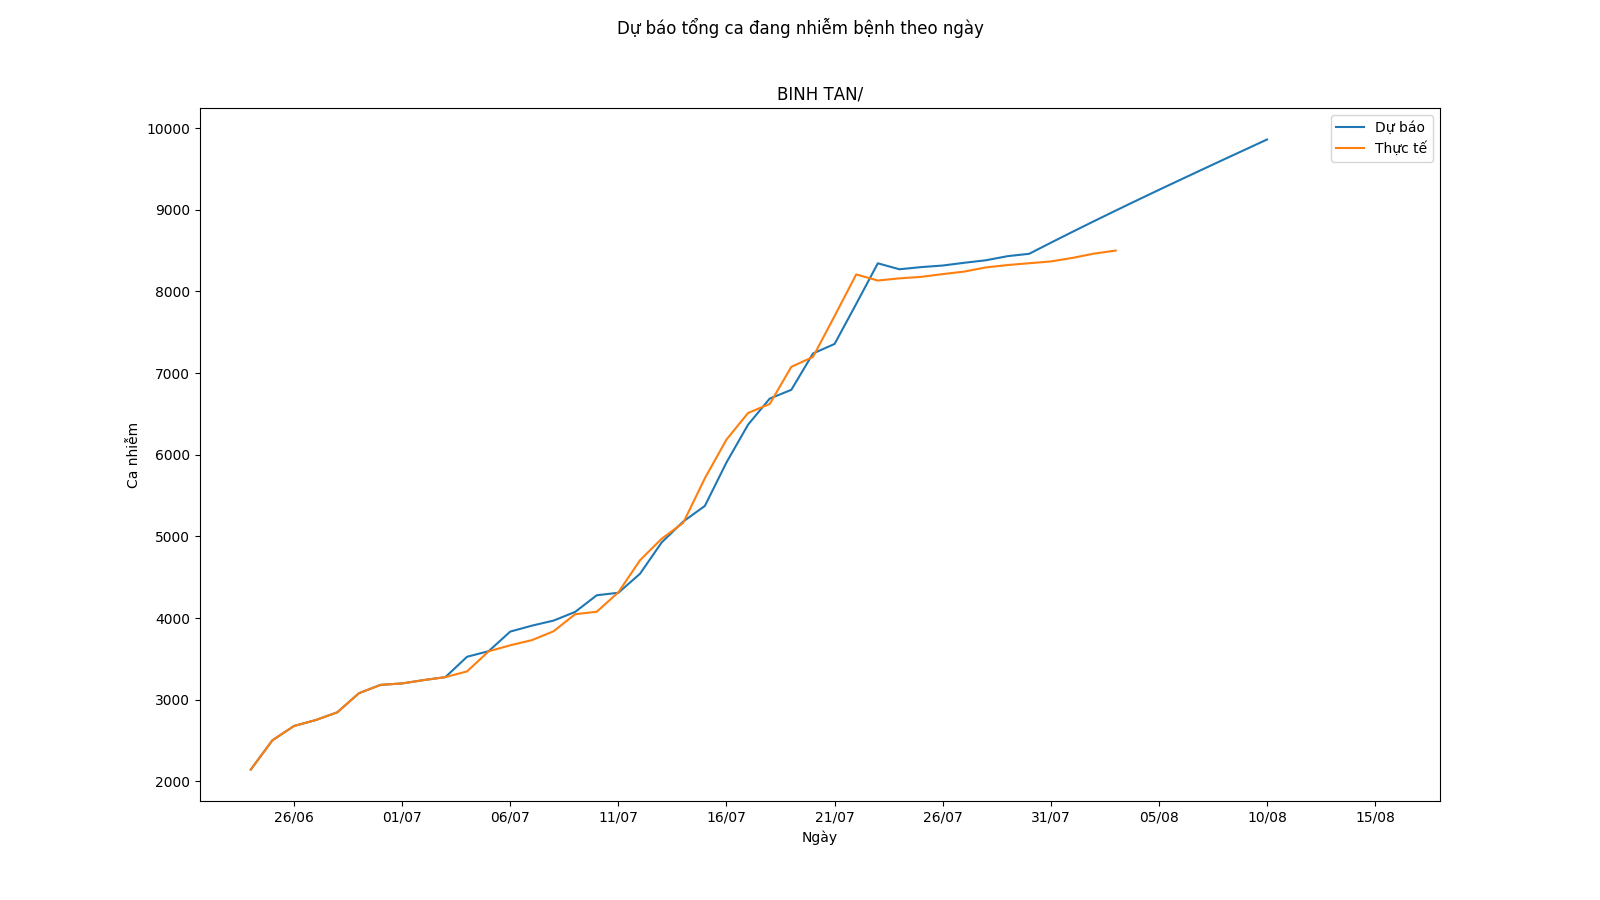 Dự báo tổng ca đang nhiễm bệnh theo ngày
BINH TAN/
Dự báo
Thực tế
10000
9000
8000
7000
6000
5000
4000
3000
2000
Ca nhiễm
26/06 01/07 06/07 11/07 16/07 21/07 26/07 31/07 05/08 10/08 15/08
Ngày